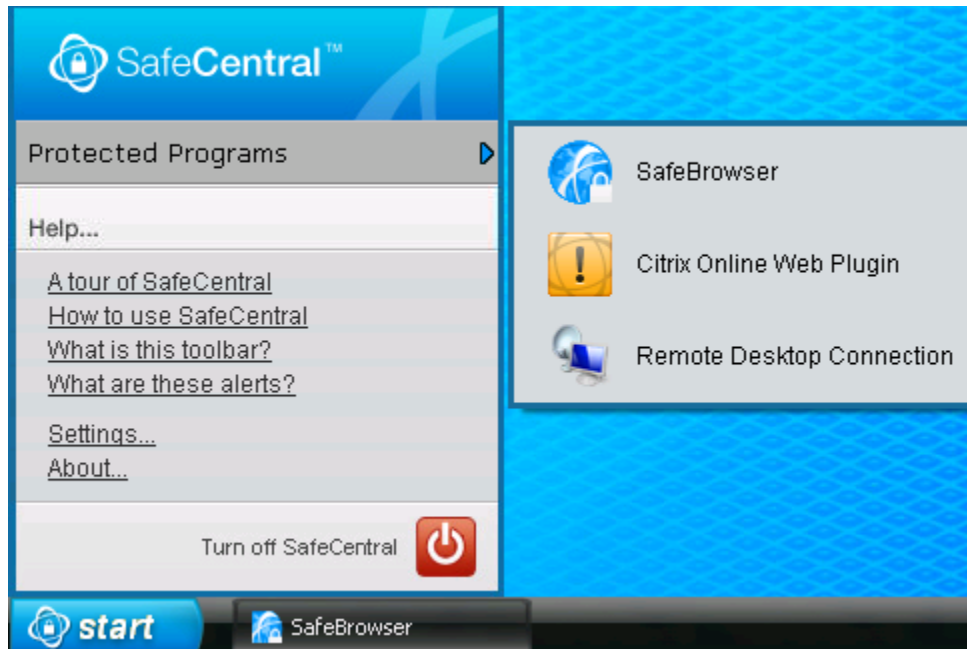 SafeCentral™
Protected Programs
Help...
A tour of SafeCentral
How to use SafeCentral
What is this toolbar?
What are these alerts?
Settings...
About...
Turn off SafeCentral
SafeBrowser
Citrix Online Web Plugin
Remote Desktop Connection
start
SafeBrowser